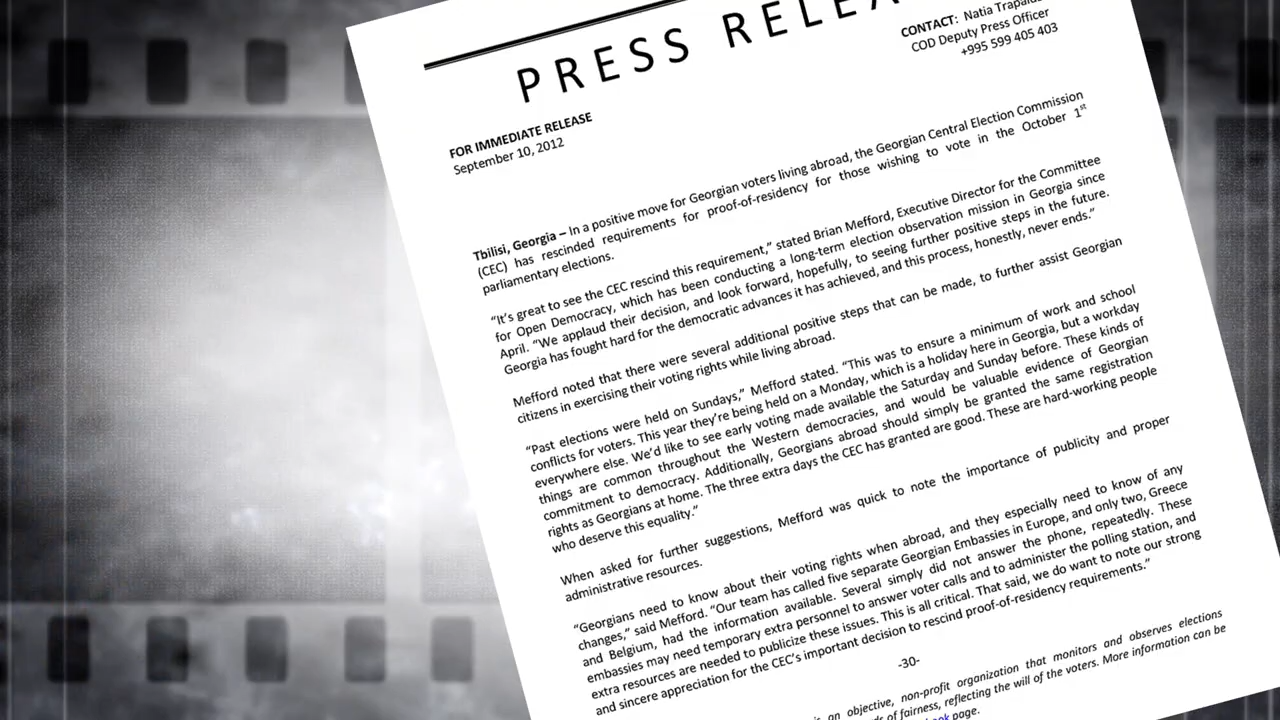 PRESS RELEA
CONTACT: Natia
COD Deputy Press Officer
+995 599 405 403
FOR IMMEDIATE RELEASE
September 10, 2012
Tbilisi, Georgia – In a positive move for Georgian voters living abroad, the Georgian Central Election Commission
(CEC) has rescinded requirements for proof-of-residency for those wishing to vote in the October 1st
parliamentary elections.
“It’s great to see the CEC rescind this requirement,” stated Brian Mefford, Executive Director for the Committee
for Open Democracy, which has been conducting a long-term election observation mission in Georgia since
April. “We applaud their decision, and look forward, hopefully, to seeing further positive steps in the future.
Georgia has fought hard for the democratic advances it has achieved, and this process, honestly, never ends.”
Mefford noted that there were several additional positive steps that can be made, to further assist Georgian
citizens in exercising their voting rights while living abroad.
“Past elections were held on Sundays,” Mefford stated. “This was to ensure a minimum of work and school
conflicts for voters. This year they’re being held on a Monday, which is a holiday here in Georgia, but a workday
everywhere else. We’d like to see early voting made available the Saturday and Sunday before. These kinds of
things are common throughout the Western democracies, and would be valuable evidence of Georgian
commitment to democracy. Additionally, Georgians abroad should simply be granted the same registration
rights as Georgians at home. The three extra days the CEC has granted are good. These are hard-working people
who deserve this equality.”
When asked for further suggestions, Mefford was quick to note the importance of publicity and proper
administrative resources.
“Georgians need to know about their voting rights when abroad, and they especially need to know of any
changes,” said Mefford. “Our team has called five separate Georgian Embassies in Europe, and only two, Greece
and Belgium, had the information available. Several simply did not answer the phone, repeatedly. These
embassies may need temporary extra personnel to answer voter calls and to administer the polling station, and
extra resources are needed to publicize these issues. This is all critical. That said, we do want to note our strong
and sincere appreciation for the CEC’s important decision to rescind proof-of-residency requirements.”
-30-
is an objective, non-profit organization that monitors and observes elections
of fairness, reflecting the will of the voters. More information can be
page.